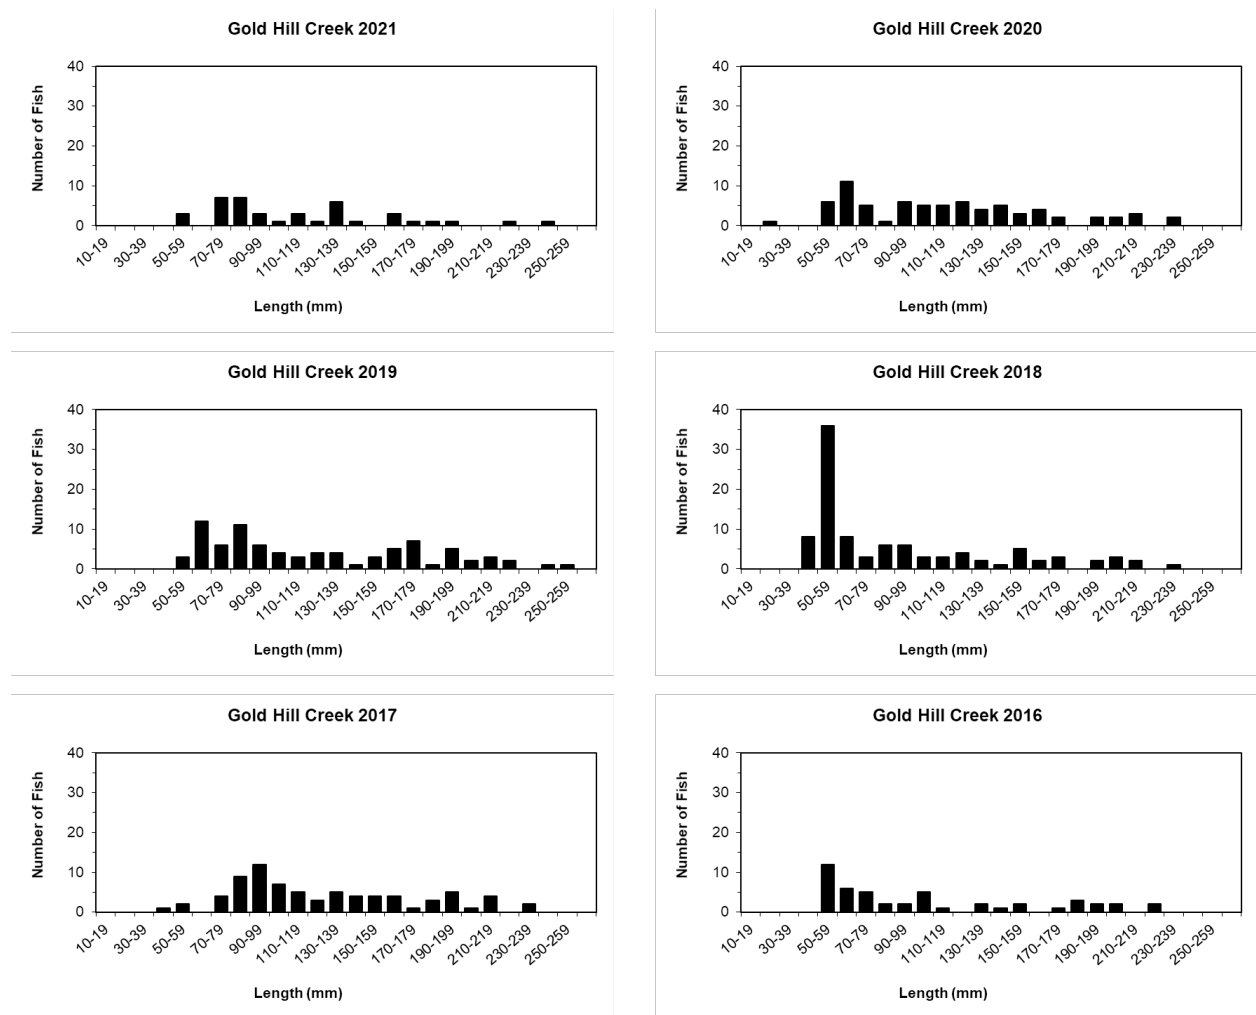 Gold Hill Creek 2021
Number of Fish
40
30
20
10
0
10-19 30-39 50-59 70-79 90-99 110-119 130-139 150-159 170-179 190-199 210-219 230-239 250-259
Length (mm)
Gold Hill Creek 2020
Number of Fish
40
30
20
10
0
10-19 30-39 50-59 70-79 90-99 110-119 130-139 150-159 170-179 190-199 210-219 230-239 250-259
Length (mm)
Gold Hill Creek 2019
Number of Fish
40
30
20
10
0
10-19 30-39 50-59 70-79 90-99 110-119 130-139 150-159 170-179 190-199 210-219 230-239 250-259
Length (mm)
Gold Hill Creek 2018
Number of Fish
40
30
20
10
0
10-19 30-39 50-59 70-79 90-99 110-119 130-139 150-159 170-179 190-199 210-219 230-239 250-259
Length (mm)
Gold Hill Creek 2017
Number of Fish
40
30
20
10
0
10-19 30-39 50-59 70-79 90-99 110-119 130-139 150-159 170-179 190-199 210-219 230-239 250-259
Length (mm)
Gold Hill Creek 2016
Number of Fish
40
30
20
10
0
10-19 30-39 50-59 70-79 90-99 110-119 130-139 150-159 170-179 190-199 210-219 230-239 250-259
Length (mm)